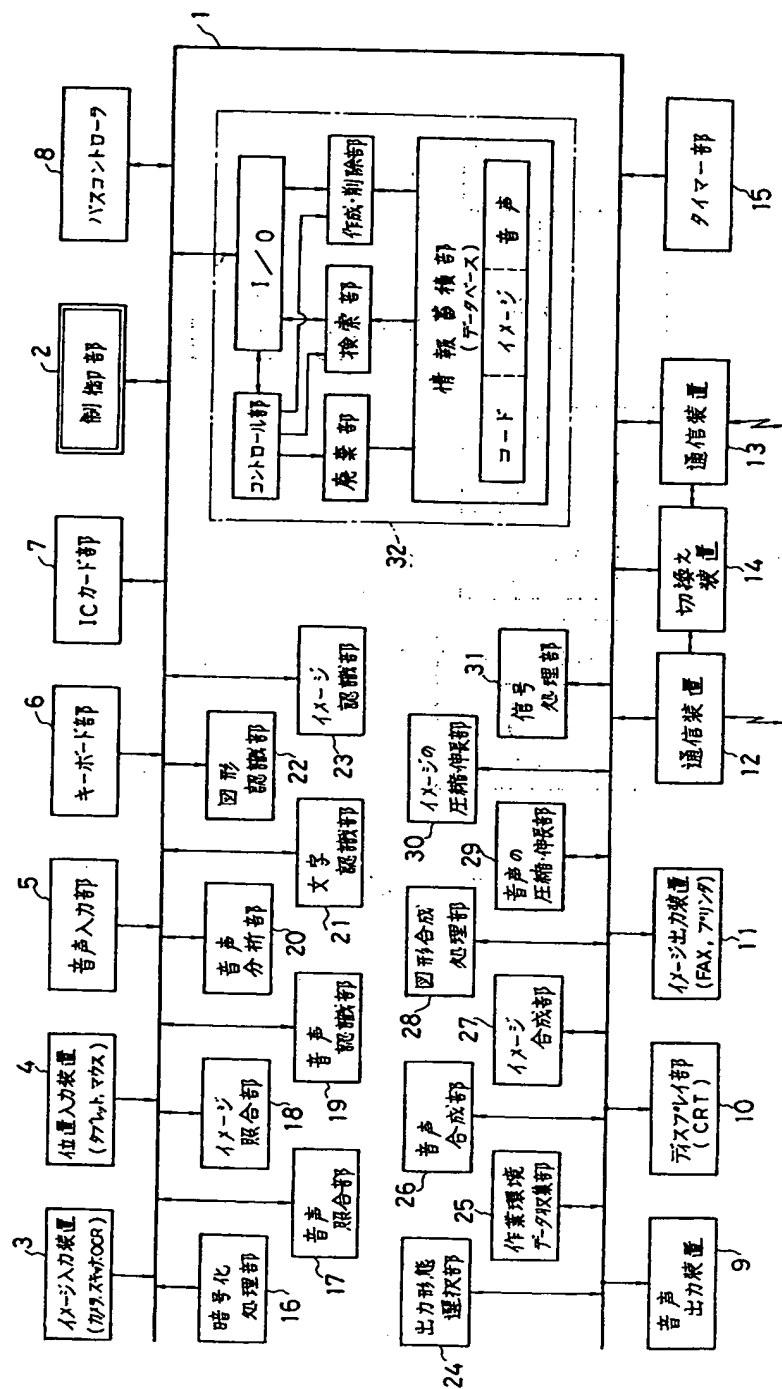 1
8
バスコントローラ
2
制御部
7
ICカード部
6
キーボード部
5
音声入力部
4
位置入力装置
(タブレット,マウス)
3
イメージ入力装置
(カメラ,スキャナ,OCR)
暗号化
処理部
16
音声
照合部
17
イメージ
照合部
18
音声
認識部
19
音声
分析部
20
文字
認識部
21
図形
認識部
22
イメージ
認識部
23
I/O
コントロール部
作成・削除部
検索部
廃棄部
情報蓄積部
(データベース)
コード
イメージ
音声
32
出力形態
選択部
24
作業環境
データ収集部
25
音声
合成部
26
イメージ
合成部
27
図形合成
処理部
28
音声の
圧縮・伸長部
29
イメージの
圧縮・伸長部
30
信号
処理部
31
音声
出力装置
9
ディスプレイ部
(CRT)
10
イメージ出力装置
(FAX,プリンタ)
11
通信装置
12
切換え
装置
14
通信装置
13
タイマー部
15